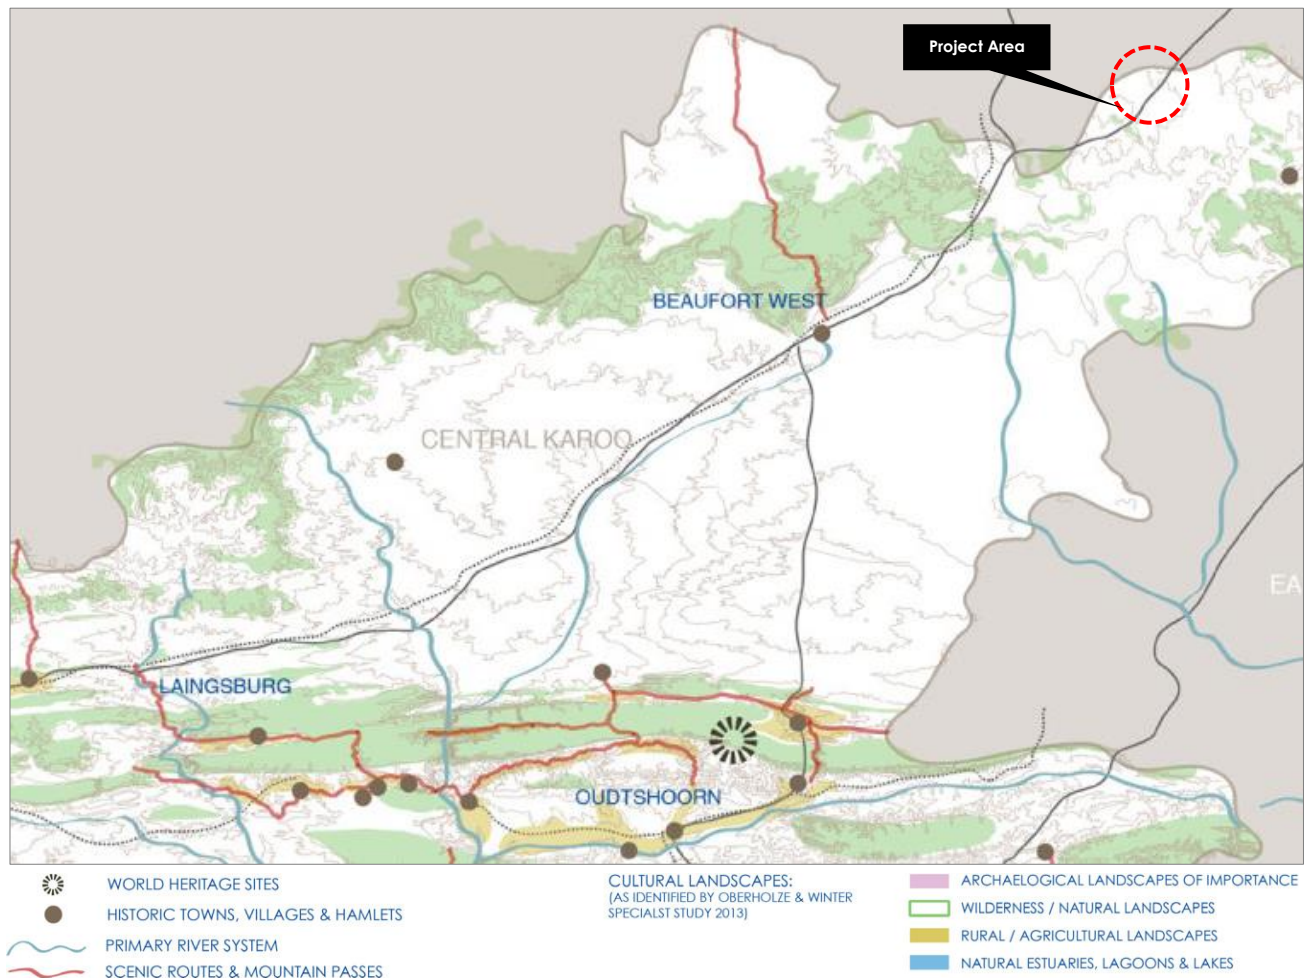 Project Area
BEAUFORT WEST
CENTRAL KAROO
EA
LAINGSBURG
OUDTSHOORN
WORLD HERITAGE SITES
HISTORIC TOWNS, VILLAGES & HAMLETS
PRIMARY RIVER SYSTEM
SCENIC ROUTES & MOUNTAIN PASSES
CULTURAL LANDSCAPES:
(AS IDENTIFIED BY OBERHOLZE & WINTER
SPECIALST STUDY 2013)
ARCHAELOGICAL LANDSCAPES OF IMPORTANCE
WILDERNESS / NATURAL LANDSCAPES
RURAL / AGRICULTURAL LANDSCAPES
NATURAL ESTUARIES, LAGOONS & LAKES